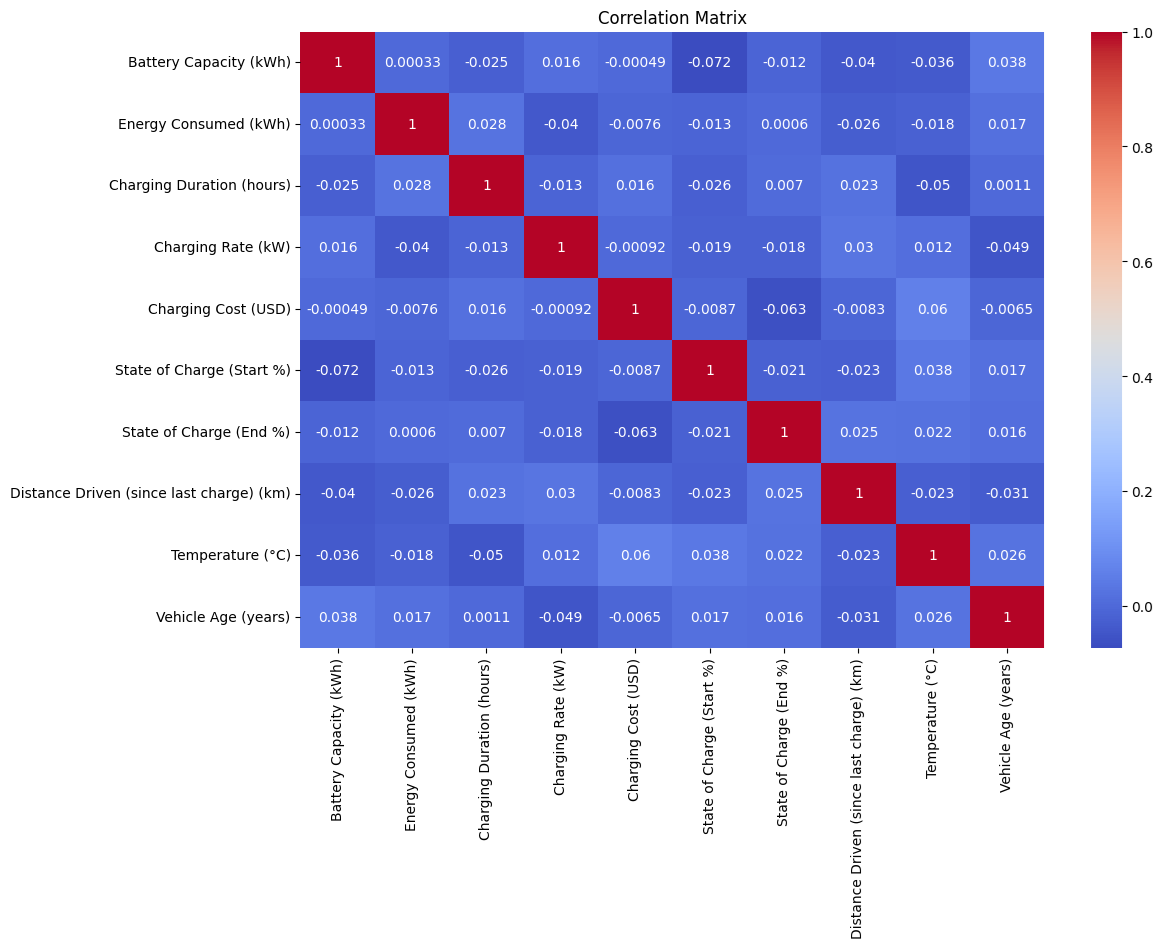 Correlation Matrix
Battery Capacity (kWh) 1 0.00033 -0.025 0.016 -0.00049 -0.072 -0.012 -0.04 -0.036 0.038
Energy Consumed (kWh) 0.00033 1 0.028 -0.04 -0.0076 -0.013 0.0006 -0.026 -0.018 0.017
Charging Duration (hours) -0.025 0.028 1 -0.013 0.016 -0.026 0.007 0.023 -0.05 0.0011
Charging Rate (kW) 0.016 -0.04 -0.013 1 -0.00092 -0.019 -0.018 0.03 0.012 -0.049
Charging Cost (USD) -0.00049 -0.0076 0.016 -0.00092 1 -0.0087 -0.063 -0.0083 0.06 -0.0065
State of Charge (Start %) -0.072 -0.013 -0.026 -0.019 -0.0087 1 -0.021 -0.023 0.038 0.017
State of Charge (End %) -0.012 0.0006 0.007 -0.018 -0.063 -0.021 1 0.025 0.022 0.016
Distance Driven (since last charge) (km) -0.04 -0.026 0.023 0.03 -0.0083 -0.023 0.025 1 -0.023 -0.031
Temperature (°C) -0.036 -0.018 -0.05 0.012 0.06 0.038 0.022 -0.023 1 0.026
Vehicle Age (years) 0.038 0.017 0.0011 -0.049 -0.0065 0.017 0.016 -0.031 0.026 1
Battery Capacity (kWh)
Energy Consumed (kWh)
Charging Duration (hours)
Charging Rate (kW)
Charging Cost (USD)
State of Charge (Start %)
State of Charge (End %)
Distance Driven (since last charge) (km)
Temperature (°C)
Vehicle Age (years)
1.0
0.8
0.6
0.4
0.2
0.0